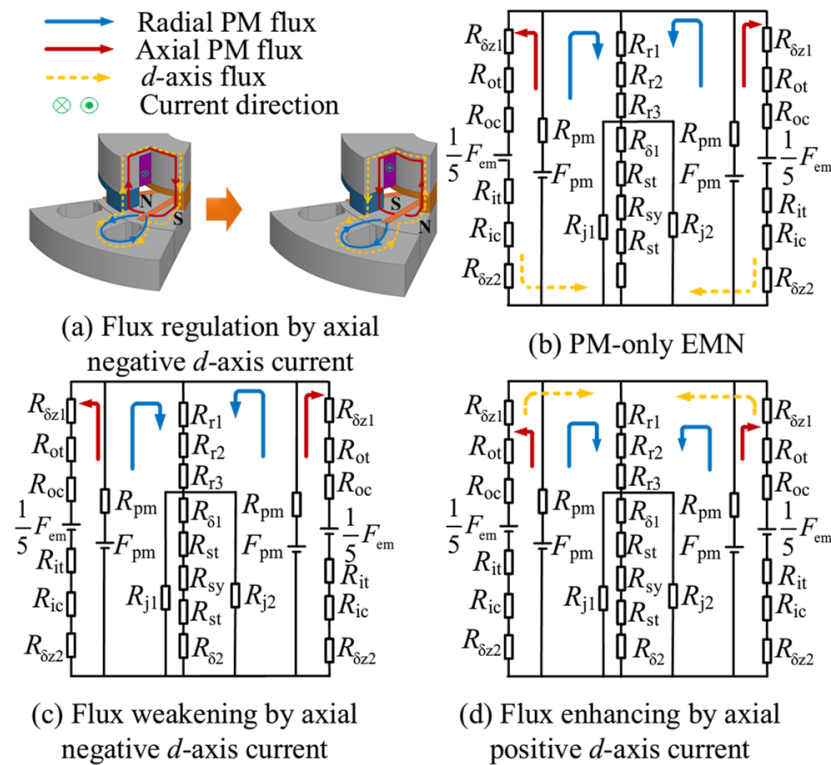 Radial PM flux
Axial PM flux
d-axis flux
Current direction
N
S
S
N
(a) Flux regulation by axial
negative d-axis current
Rδz1
Rot
Roc
1/5 Fem
Rit
Ric
Rδz2
Rpm
Fpm
Rj1
Rr1
Rr2
Rr3
Rδ1
Rst
Rsy
Rst
Rpm
Fpm
Rj2
Rδz1
Rot
Roc
1/5 Fem
Rit
Ric
Rδz2
(b) PM-only EMN
Rδz1
Rot
Roc
1/5 Fem
Rit
Ric
Rδz2
Rpm
Fpm
Rj1
Rr1
Rr2
Rr3
Rδ1
Rst
Rsy
Rst
Rδ2
Rpm
Fpm
Rj2
Rδz1
Rot
Roc
1/5 Fem
Rit
Ric
Rδz2
(c) Flux weakening by axial
negative d-axis current
Rδz1
Rot
Roc
1/5 Fem
Rit
Ric
Rδz2
Rpm
Fpm
Rj1
Rr1
Rr2
Rr3
Rδ1
Rst
Rsy
Rst
Rδ2
Rpm
Fpm
Rj2
Rδz1
Rot
Roc
1/5 Fem
Rit
Ric
Rδz2
(d) Flux enhancing by axial
positive d-axis current